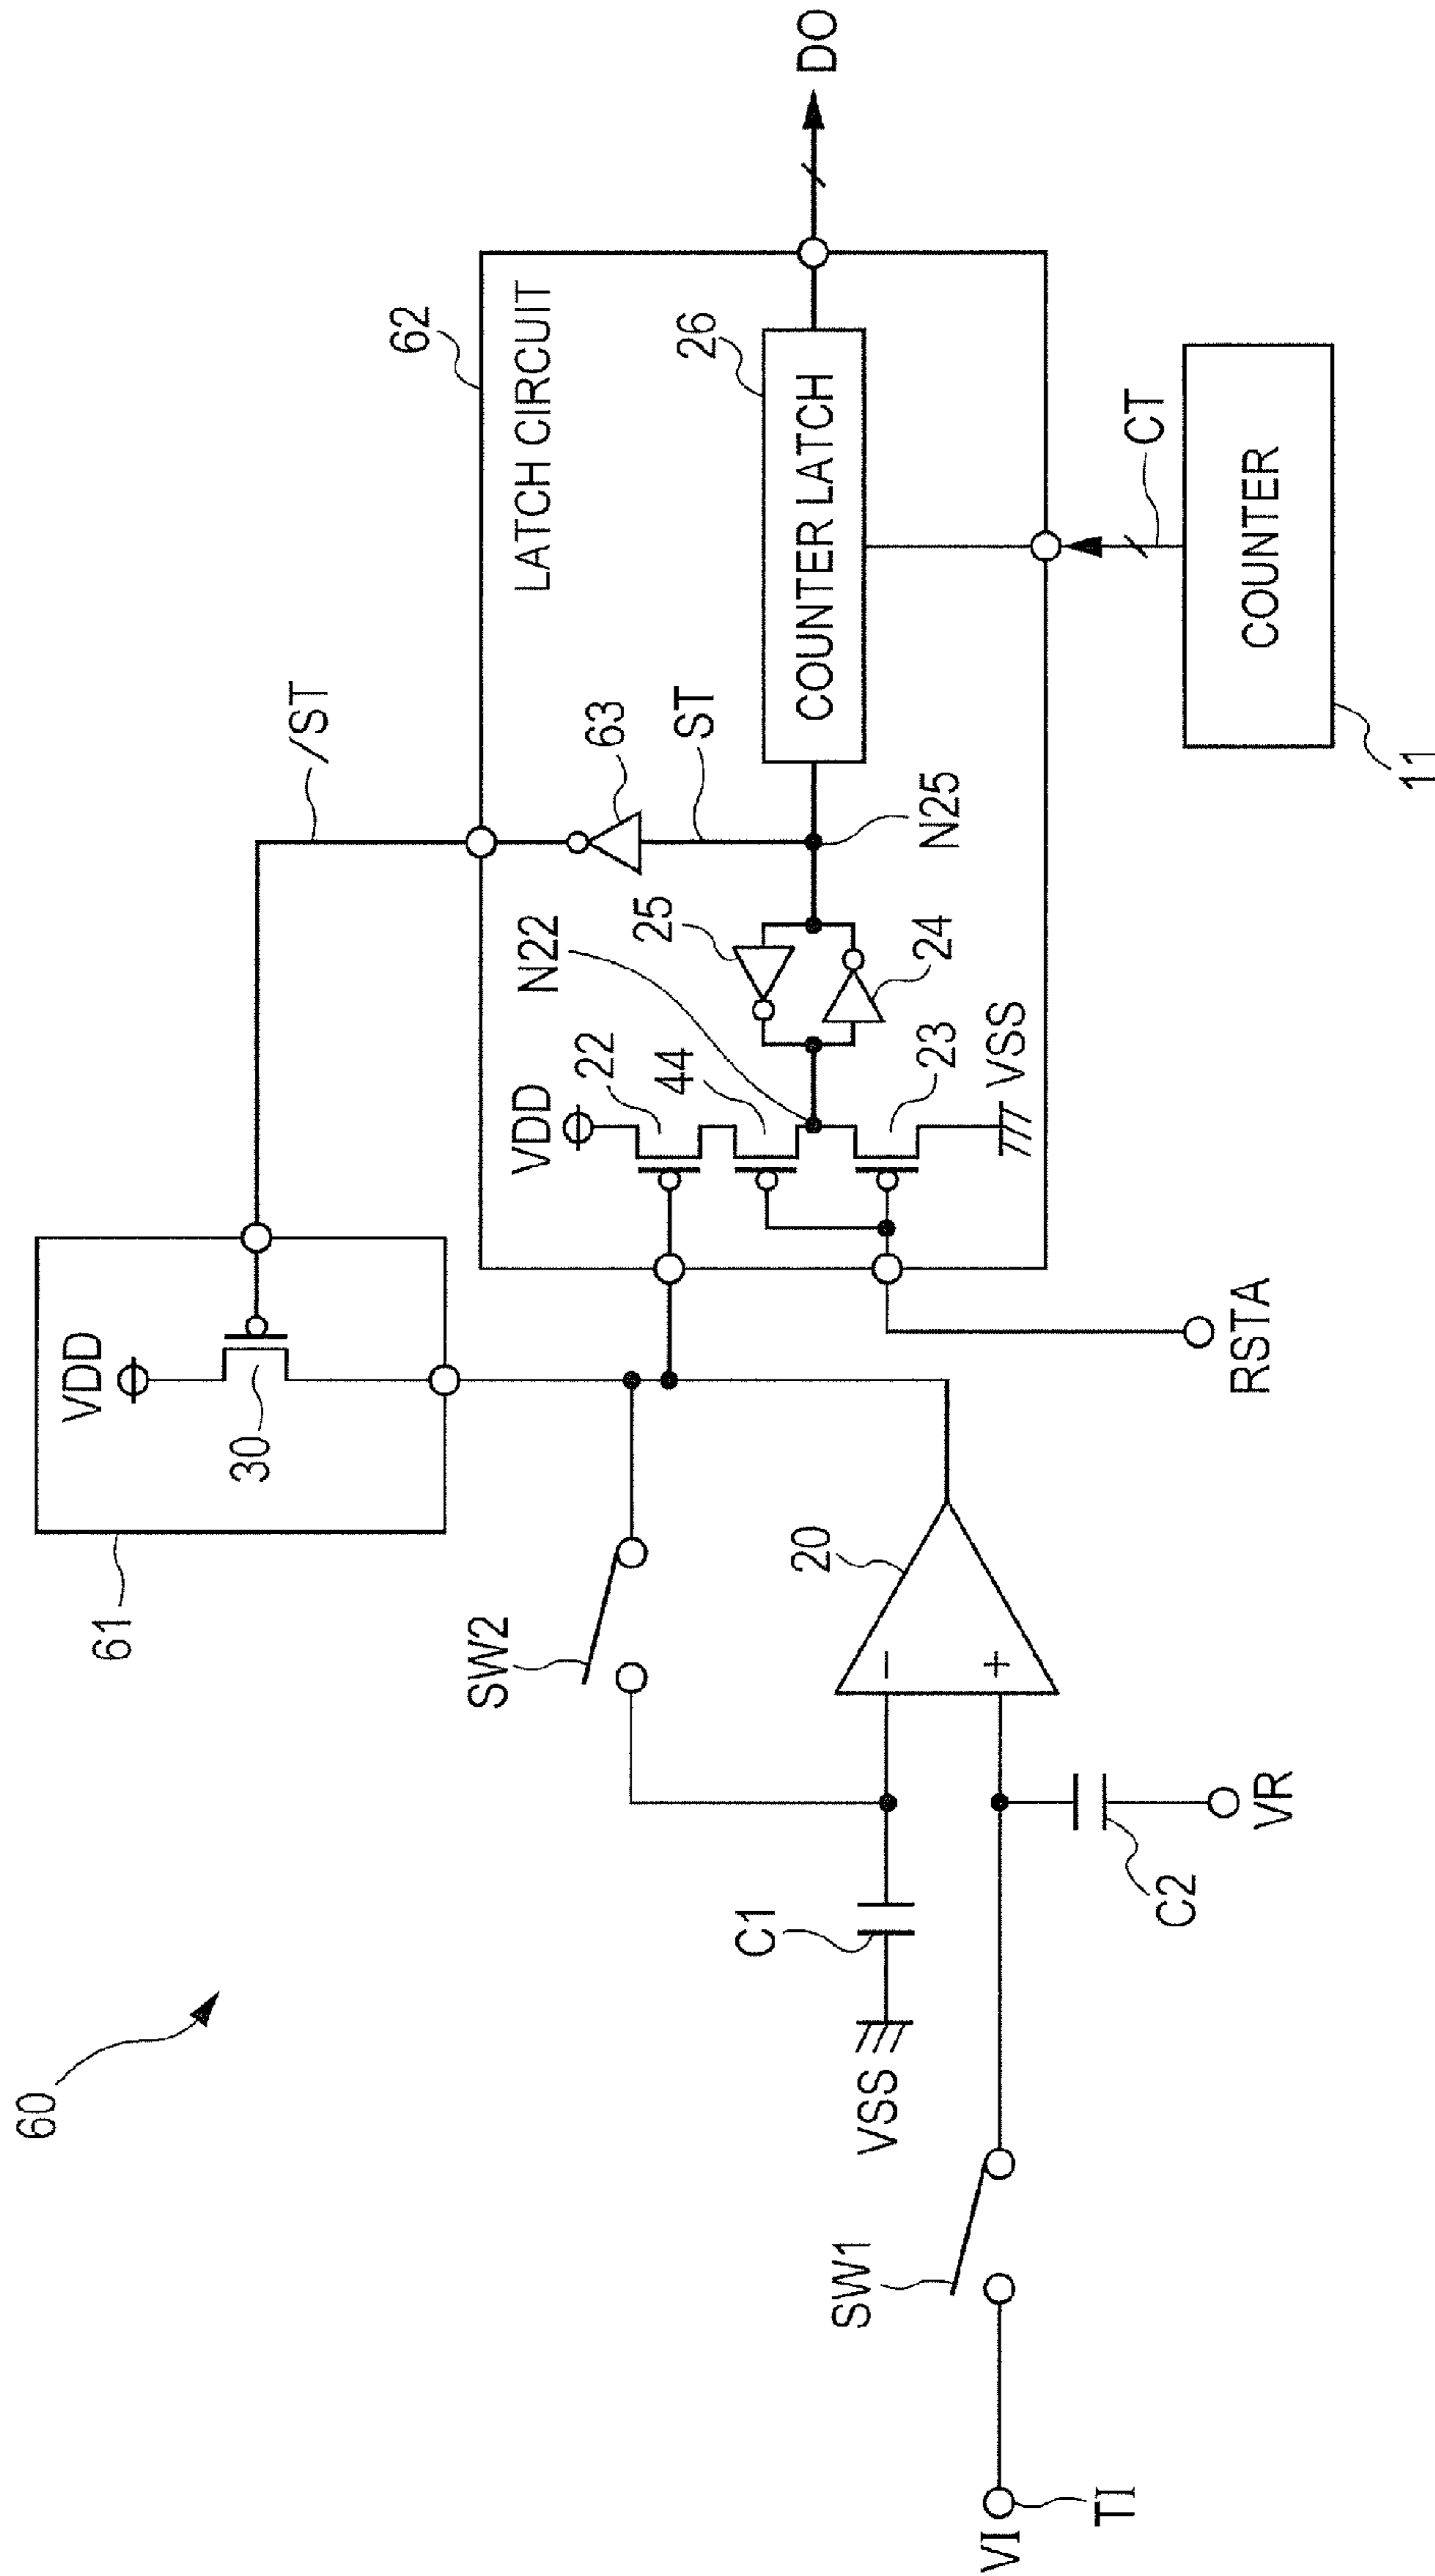 60
61
VDD
30
/ST
62
LATCH CIRCUIT
63
ST
26
COUNTER LATCH
DO
N22
25
24
N25
VDD
22
44
23
VSS
SW2
20
-
+
C1
VSS
SW1
VI
TI
C2
VR
RSTA
CT
COUNTER
11